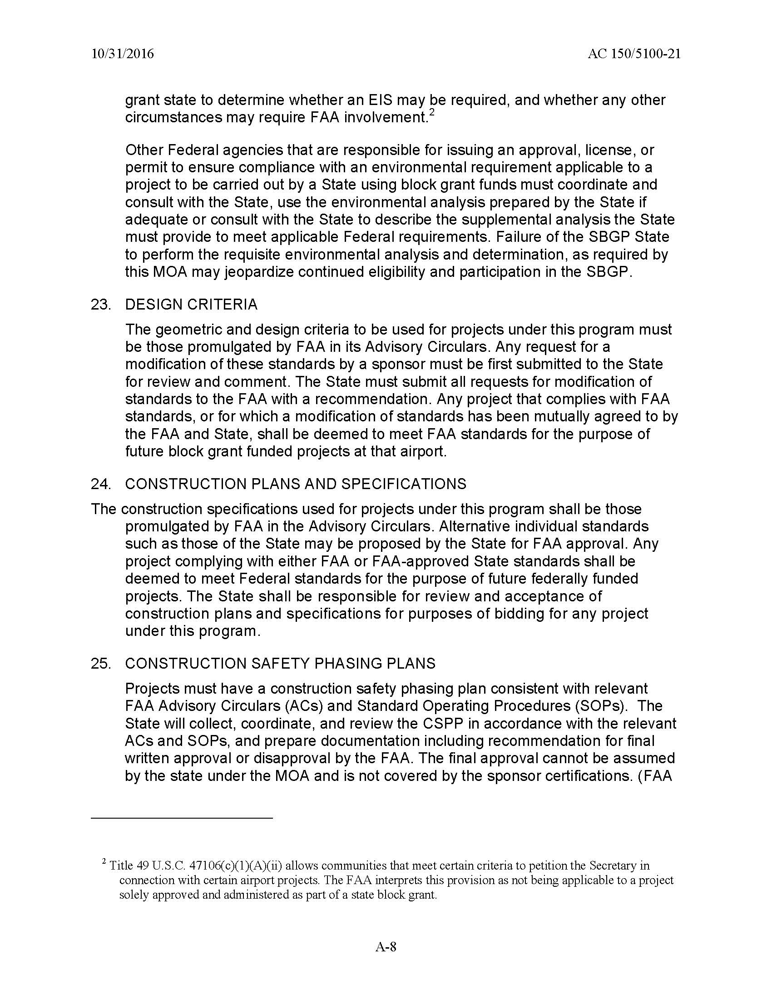 10/31/2016 AC 150/5100-21
grant state to determine whether an EIS may be required, and whether any other
circumstances may require FAA involvement.2
Other Federal agencies that are responsible for issuing an approval, license, or
permit to ensure compliance with an environmental requirement applicable to a
project to be carried out by a State using block grant funds must coordinate and
consult with the State, use the environmental analysis prepared by the State if
adequate or consult with the State to describe the supplemental analysis the State
must provide to meet applicable Federal requirements. Failure of the SBGP State
to perform the requisite environmental analysis and determination, as required by
this MOA may jeopardize continued eligibility and participation in the SBGP.
23. DESIGN CRITERIA
The geometric and design criteria to be used for projects under this program must
be those promulgated by FAA in its Advisory Circulars. Any request for a
modification of these standards by a sponsor must be first submitted to the State
for review and comment. The State must submit all requests for modification of
standards to the FAA with a recommendation. Any project that complies with FAA
standards, or for which a modification of standards has been mutually agreed to by
the FAA and State, shall be deemed to meet FAA standards for the purpose of
future block grant funded projects at that airport.
24. CONSTRUCTION PLANS AND SPECIFICATIONS
The construction specifications used for projects under this program shall be those
promulgated by FAA in the Advisory Circulars. Alternative individual standards
such as those of the State may be proposed by the State for FAA approval. Any
project complying with either FAA or FAA-approved State standards shall be
deemed to meet Federal standards for the purpose of future federally funded
projects. The State shall be responsible for review and acceptance of
construction plans and specifications for purposes of bidding for any project
under this program.
25. CONSTRUCTION SAFETY PHASING PLANS
Projects must have a construction safety phasing plan consistent with relevant
FAA Advisory Circulars (ACs) and Standard Operating Procedures (SOPs). The
State will collect, coordinate, and review the CSPP in accordance with the relevant
ACs and SOPs, and prepare documentation including recommendation for final
written approval or disapproval by the FAA. The final approval cannot be assumed
by the state under the MOA and is not covered by the sponsor certifications. (FAA
2 Title 49 U.S.C. 47106(c)(1)(A)(ii) allows communities that meet certain criteria to petition the Secretary in
connection with certain airport projects. The FAA interprets this provision as not being applicable to a project
solely approved and administered as part of a state block grant.
A-8